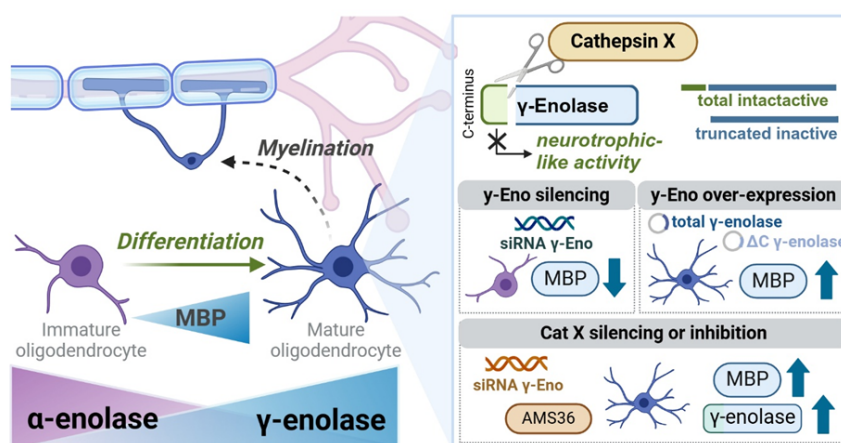 Myelination
Differentiation
MBP
Immature
oligodendrocyte
Mature
oligodendrocyte
α-enolase
γ-enolase
Cathepsin X
C-terminus
γ-Enolase
neurotrophic-
like activity
total intactactive
truncated inactive
y-Eno silencing
siRNA γ-Eno
MBP
y-Eno over-expression
total γ-enolase
ΔC γ-enolase
MBP
Cat X silencing or inhibition
siRNA γ-Eno
AMS36
MBP
γ-enolase